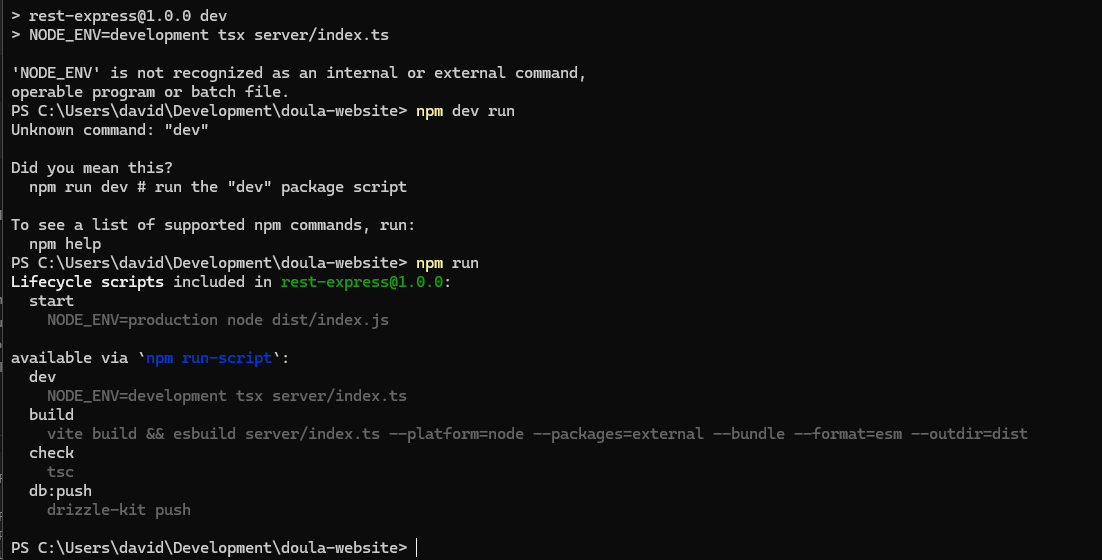 > rest-express@1.0.0 dev
> NODE_ENV=development tsx server/index.ts
'NODE_ENV' is not recognized as an internal or external command,
operable program or batch file.
PS C:\Users\david\Development\doula-website> npm dev run
Unknown command: "dev"
Did you mean this?
npm run dev # run the "dev" package script
To see a list of supported npm commands, run:
npm help
PS C:\Users\david\Development\doula-website> npm run
Lifecycle scripts included in rest-express@1.0.0:
start
NODE_ENV=production node dist/index.js
available via `npm run-script`:
dev
NODE_ENV=development tsx server/index.ts
build
vite build && esbuild server/index.ts --platform=node --packages=external --bundle --format=esm --outdir=dist
check
tsc
db:push
drizzle-kit push
PS C:\Users\david\Development\doula-website>